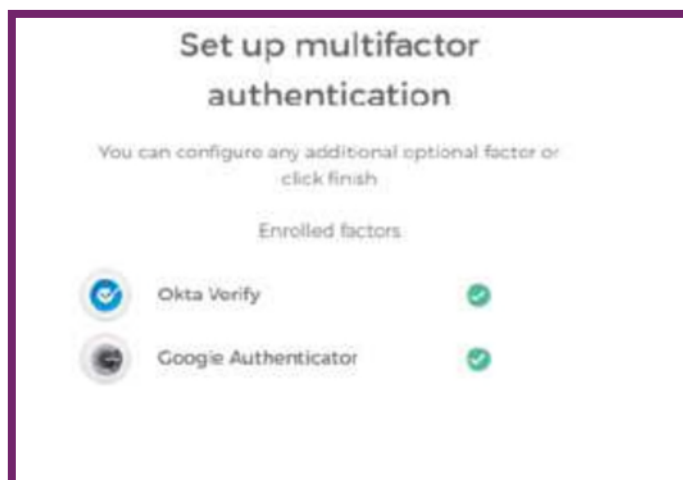 Set up multifactor
authentication
You can configure any additional optional factor or
click finish
Enrolled factors
Okta Verify
Google Authenticator